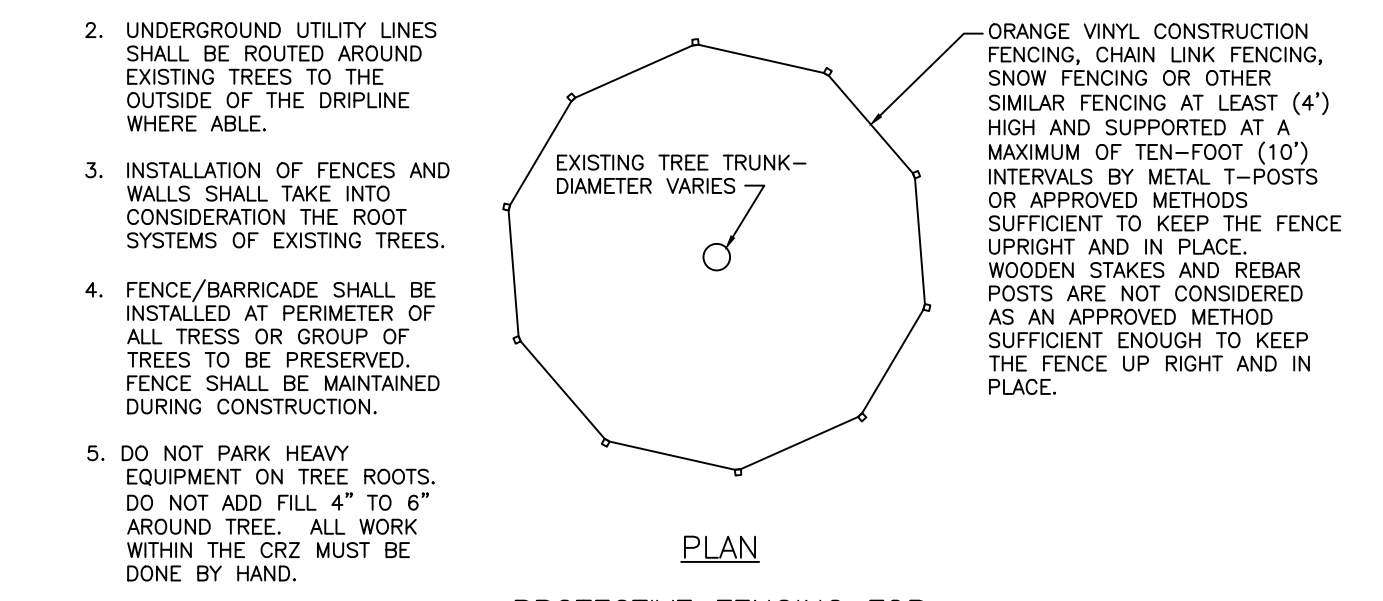 2. UNDERGROUND UTILITY LINES
SHALL BE ROUTED AROUND
EXISTING TREES TO THE
OUTSIDE OF THE DRIPLINE
WHERE ABLE.
3. INSTALLATION OF FENCES AND
WALLS SHALL TAKE INTO
CONSIDERATION THE ROOT
SYSTEMS OF EXISTING TREES.
4. FENCE/BARRICADE SHALL BE
INSTALLED AT PERIMETER OF
ALL TRESS OR GROUP OF
TREES TO BE PRESERVED.
FENCE SHALL BE MAINTAINED
DURING CONSTRUCTION.
5. DO NOT PARK HEAVY
EQUIPMENT ON TREE ROOTS.
DO NOT ADD FILL 4" TO 6"
AROUND TREE. ALL WORK
WITHIN THE CRZ MUST BE
DONE BY HAND.
EXISTING TREE TRUNK-
DIAMETER VARIES
ORANGE VINYL CONSTRUCTION
FENCING, CHAIN LINK FENCING,
SNOW FENCING OR OTHER
SIMILAR FENCING AT LEAST (4')
HIGH AND SUPPORTED AT A
MAXIMUM OF TEN-FOOT (10')
INTERVALS BY METAL T-POSTS
OR APPROVED METHODS
SUFFICIENT TO KEEP THE FENCE
UPRIGHT AND IN PLACE.
WOODEN STAKES AND REBAR
POSTS ARE NOT CONSIDERED
AS AN APPROVED METHOD
SUFFICIENT ENOUGH TO KEEP
THE FENCE UP RIGHT AND IN
PLACE.
PLAN
PROTECTIVE FENCING FOR